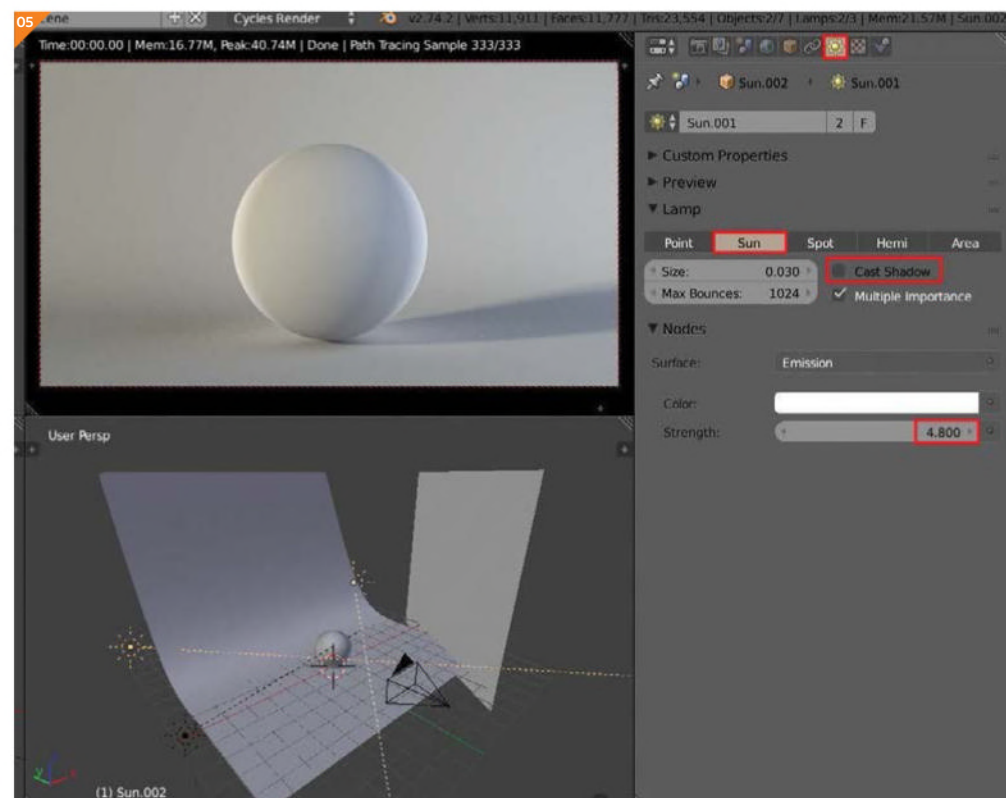 05
ene
Cycles Render
v2.74.2 | Verts:11,911 | Faces:11,777 | Tris:23,554 | Objects:2/7 | Lamps:2/3 | Mem:21.57M | Sun.002
Time:00:00.00 | Mem:16.77M, Peak:40.74M | Done | Path Tracing Sample 333/333
Sun.002
Sun.001
Sun.001
2
F
Custom Properties
Preview
Lamp
Point Sun Spot Hemi Area
Size: 0.030
Cast Shadow
Max Bounces: 1024
Multiple Importance
Nodes
Surface: Emission
Color:
Strength: 4.800
User Persp
(1) Sun.002